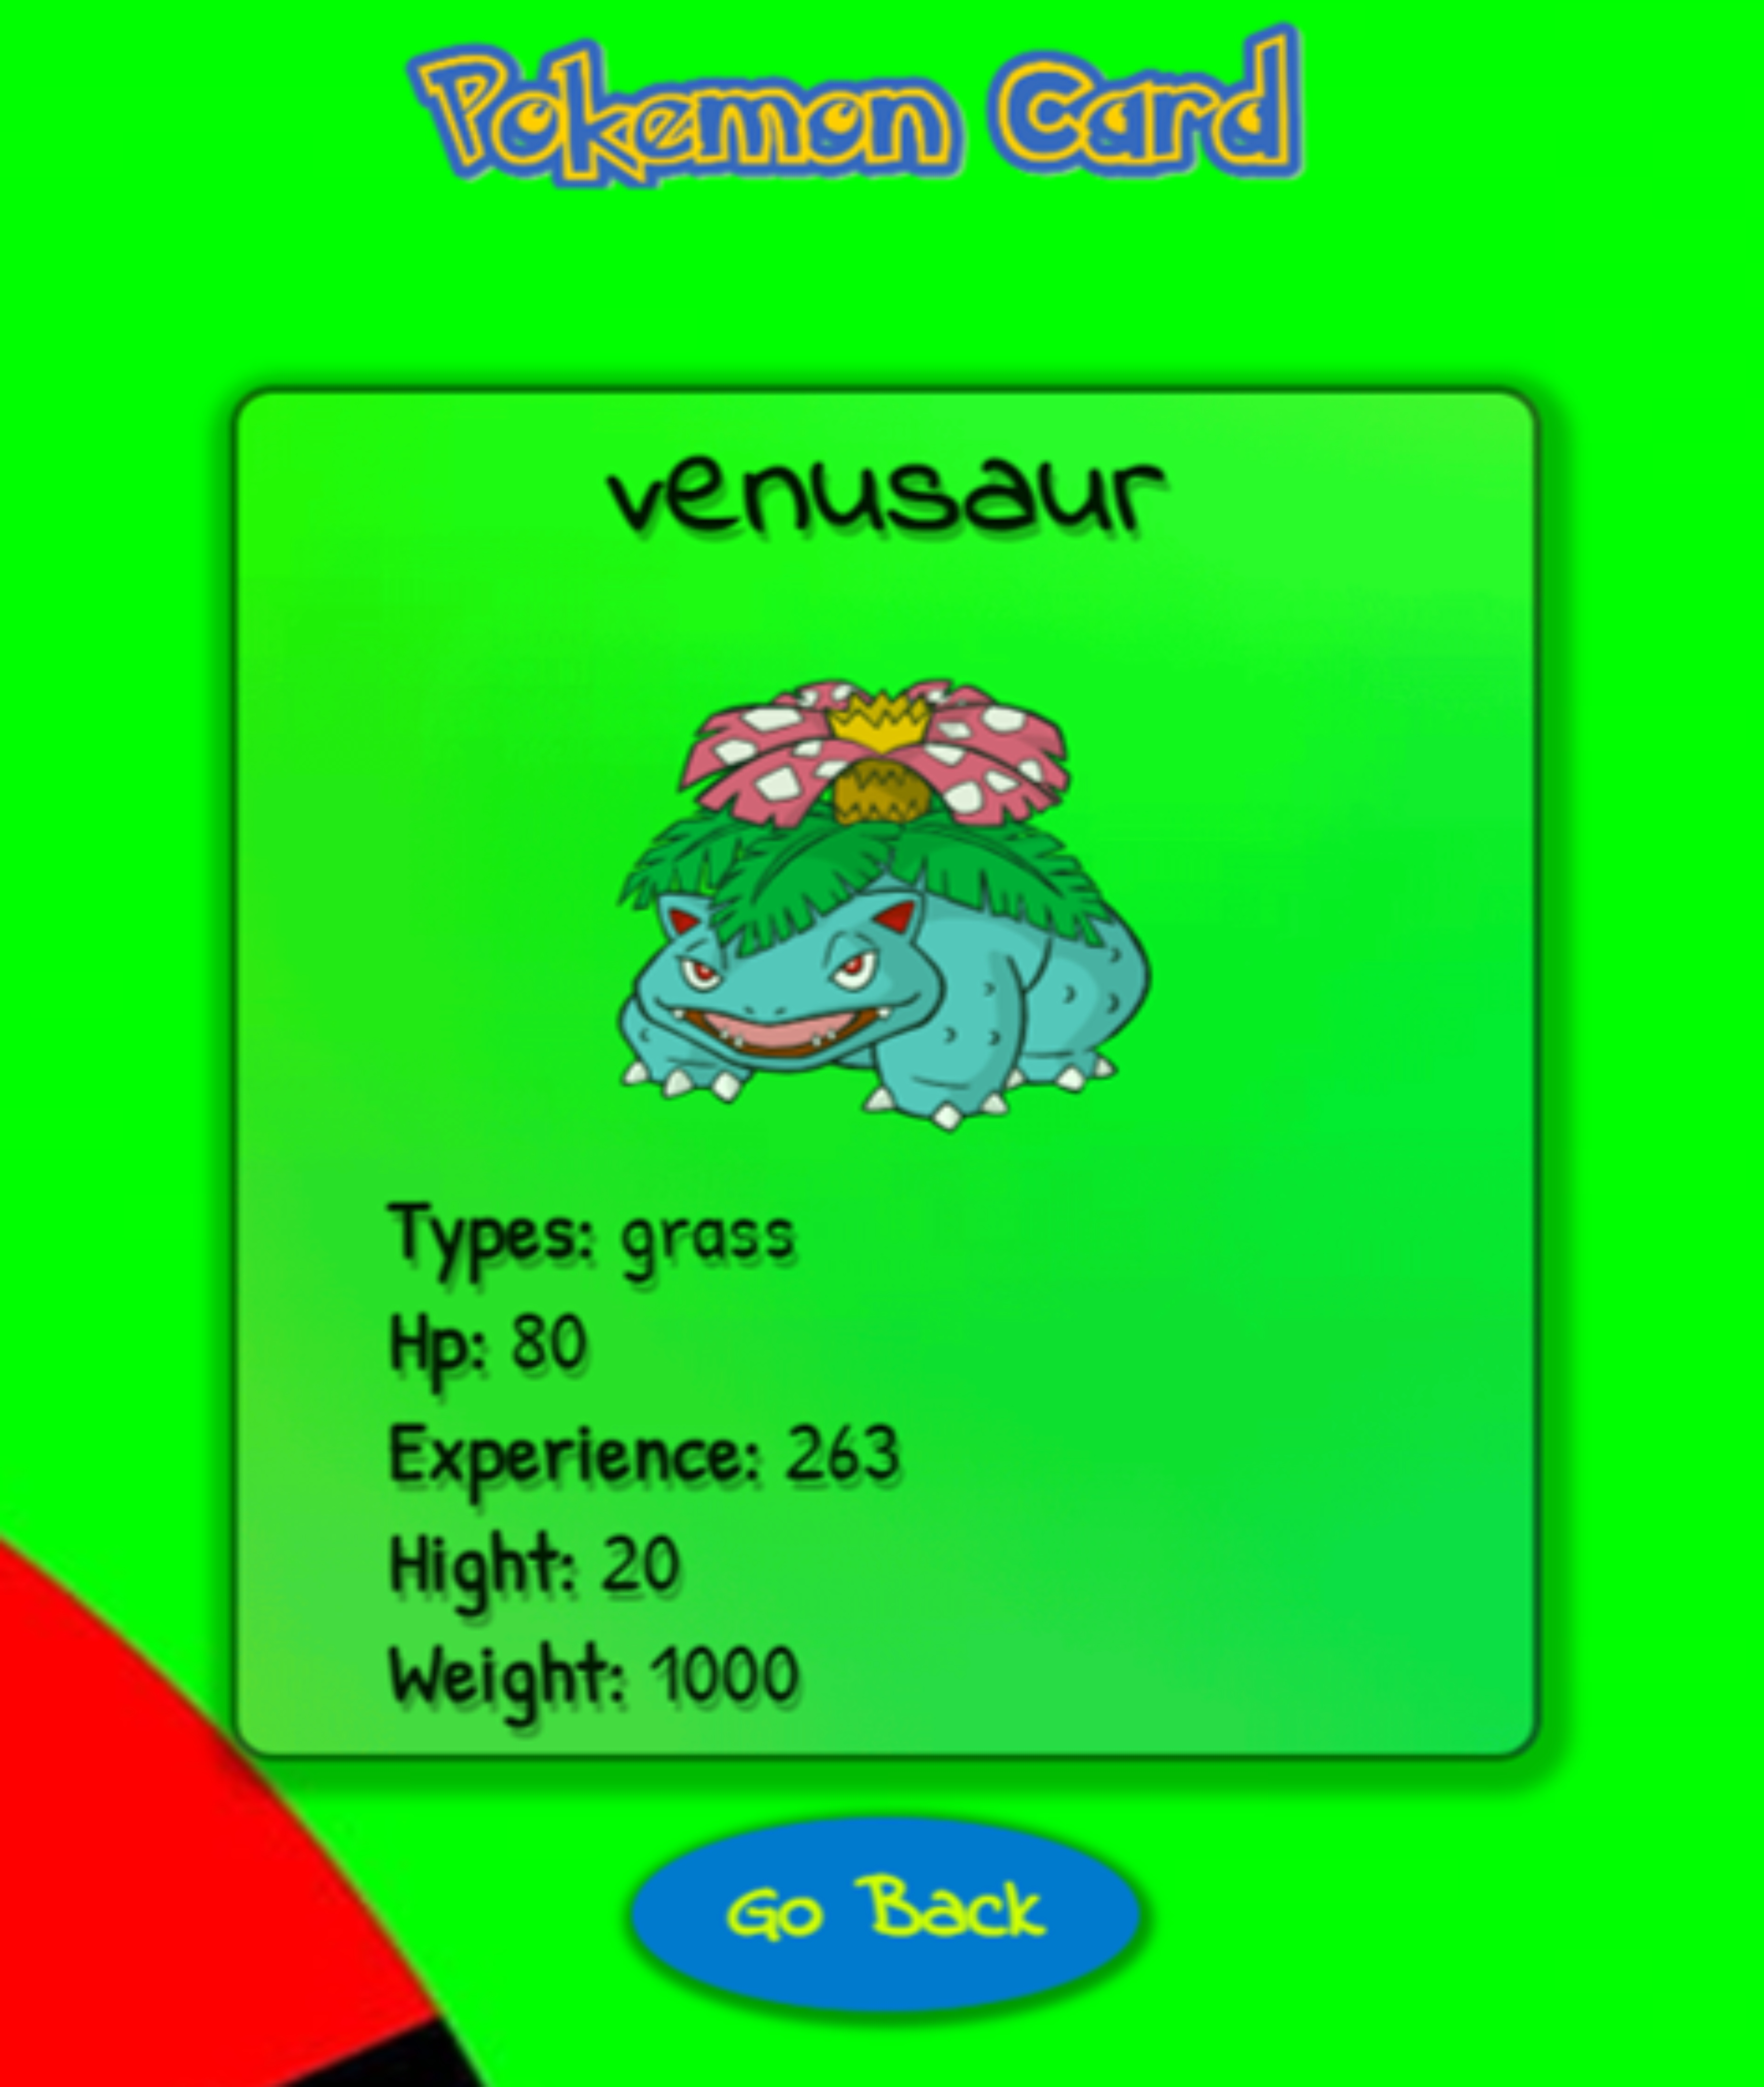 Pokemon Card
venusaur
Types: grass
Hp: 80
Experience: 263
Hight: 20
Weight: 1000
Go Back